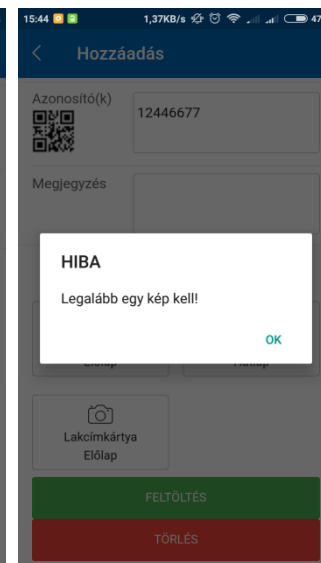 15:44 1,37KB/s 47
Hozzáadás
Azonosító(k)
12446677
Megjegyzés
HIBA
Legalább egy kép kell!
OK
Előlap
Hátlap
Lakcímkártya
Előlap
FELTÖLTÉS
TÖRLÉS